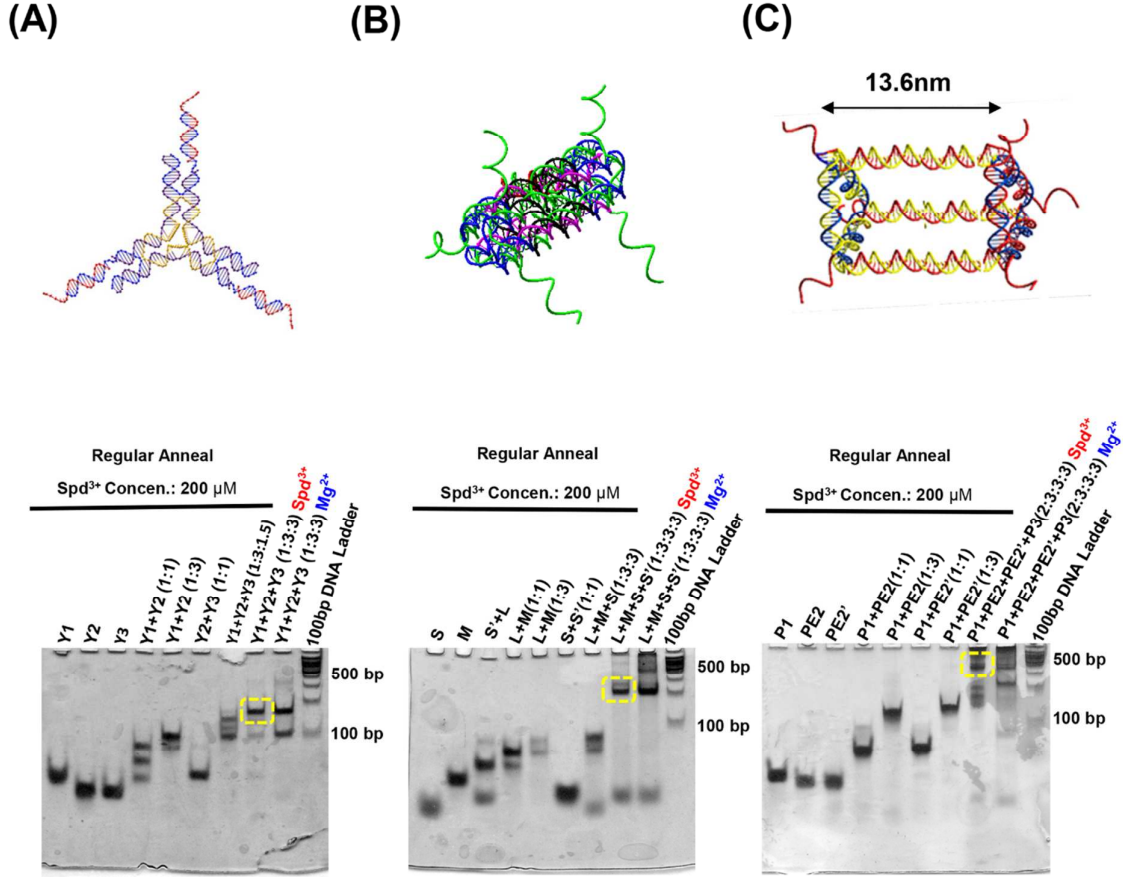 (A)
(B)
(C)
13.6nm
Regular Anneal
Spd3+ Concen.: 200 μM
Y1
Y2
Y3
Y1+Y2 (1:1)
Y1+Y2 (1:3)
Y2+Y3 (1:1)
Y1+Y2+Y3 (1:3:1.5)
Y1+Y2+Y3 (1:3:3) Spd3+
Y1+Y2+Y3 (1:3:3) Mg2+
100bp DNA Ladder
500 bp
100 bp
Regular Anneal
Spd3+ Concen.: 200 μM
S
M
S'+L
L+M(1:1)
L+M(1:3)
S+S'(1:1)
L+M+S(1:3:3)
L+M+S+S'(1:3:3:3) Spd3+
L+M+S+S'(1:3:3:3) Mg2+
100bp DNA Ladder
500 bp
100 bp
Regular Anneal
Spd3+ Concen.: 200 μM
P1
PE2
PE2'
P1+PE2(1:1)
P1+PE2(1:3)
P1+PE2'(1:1)
P1+PE2'(1:3)
P1+PE2+PE2'+P3(2:3:3:3) Spd3+
P1+PE2+PE2'+P3(2:3:3:3) Mg2+
100bp DNA Ladder
500 bp
100 bp